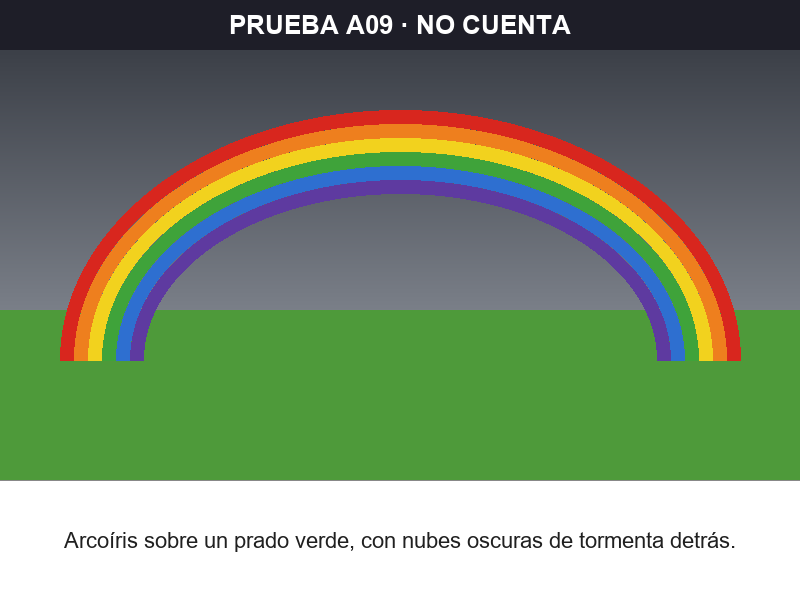 PRUEBA A09 · NO CUENTA
Arcoíris sobre un prado verde, con nubes oscuras de tormenta detrás.